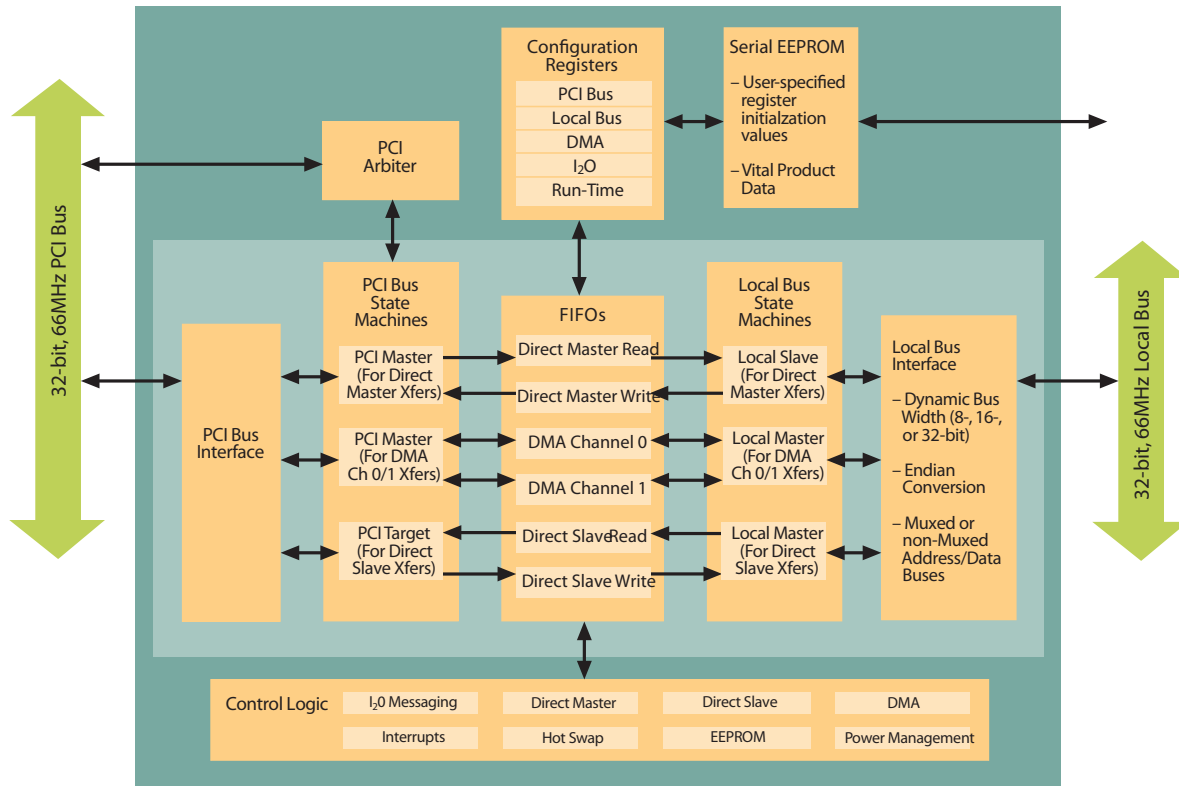 32-bit, 66MHz PCI Bus
PCI
Arbiter
Configuration
Registers
PCI Bus
Local Bus
DMA
I₂O
Run-Time
Serial EEPROM
– User-specified
register
initialzation
values
– Vital Product
Data
PCI Bus
Interface
PCI Bus
State
Machines
PCI Master
(For Direct
Master Xfers)
PCI Master
(For DMA
Ch 0/1 Xfers)
PCI Target
(For Direct
Slave Xfers)
FIFOs
Direct Master Read
Direct Master Write
DMA Channel 0
DMA Channel 1
Direct Slave Read
Direct Slave Write
Local Bus
State
Machines
Local Slave
(For Direct
Master Xfers)
Local Master
(For DMA
Ch 0/1 Xfers)
Local Master
(For Direct
Slave Xfers)
Local Bus
Interface
– Dynamic Bus
Width (8-, 16-,
or 32-bit)
– Endian
Conversion
– Muxed or
non-Muxed
Address/Data
Buses
32-bit, 66MHz Local Bus
Control Logic
I₂0 Messaging
Direct Master
Direct Slave
DMA
Interrupts
Hot Swap
EEPROM
Power Management